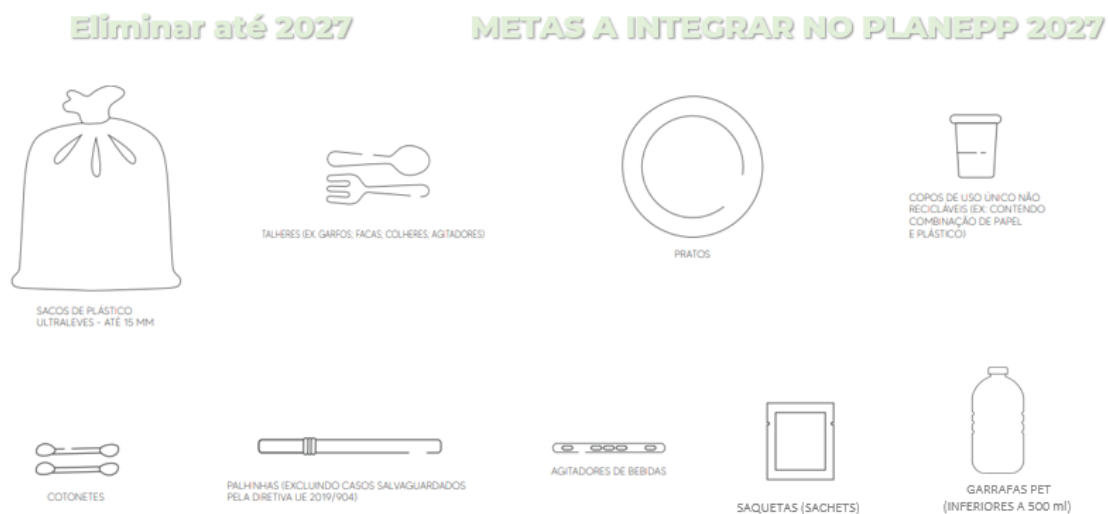 Eliminar até 2027
METAS A INTEGRAR NO PLANEPP 2027
SACOS DE PLÁSTICO
ULTRALEVES - ATÉ 15 MM
TALHERES (EX. GARFOS; FACAS, COLHERES; AGITADORES)
PRATOS
COPOS DE USO ÚNICO NÃO
RECICLÁVEIS (EX: CONTENDO
COMBINAÇÃO DE PAPEL
E PLÁSTICO)
COTONETES
PALHINHAS (EXCLUINDO CASOS SALVAGUARDADOS
PELA DIRETIVA UE 2019/904)
AGITADORES DE BEBIDAS
SAQUETAS (SACHETS)
GARRAFAS PET
(INFERIORES A 500 ml)